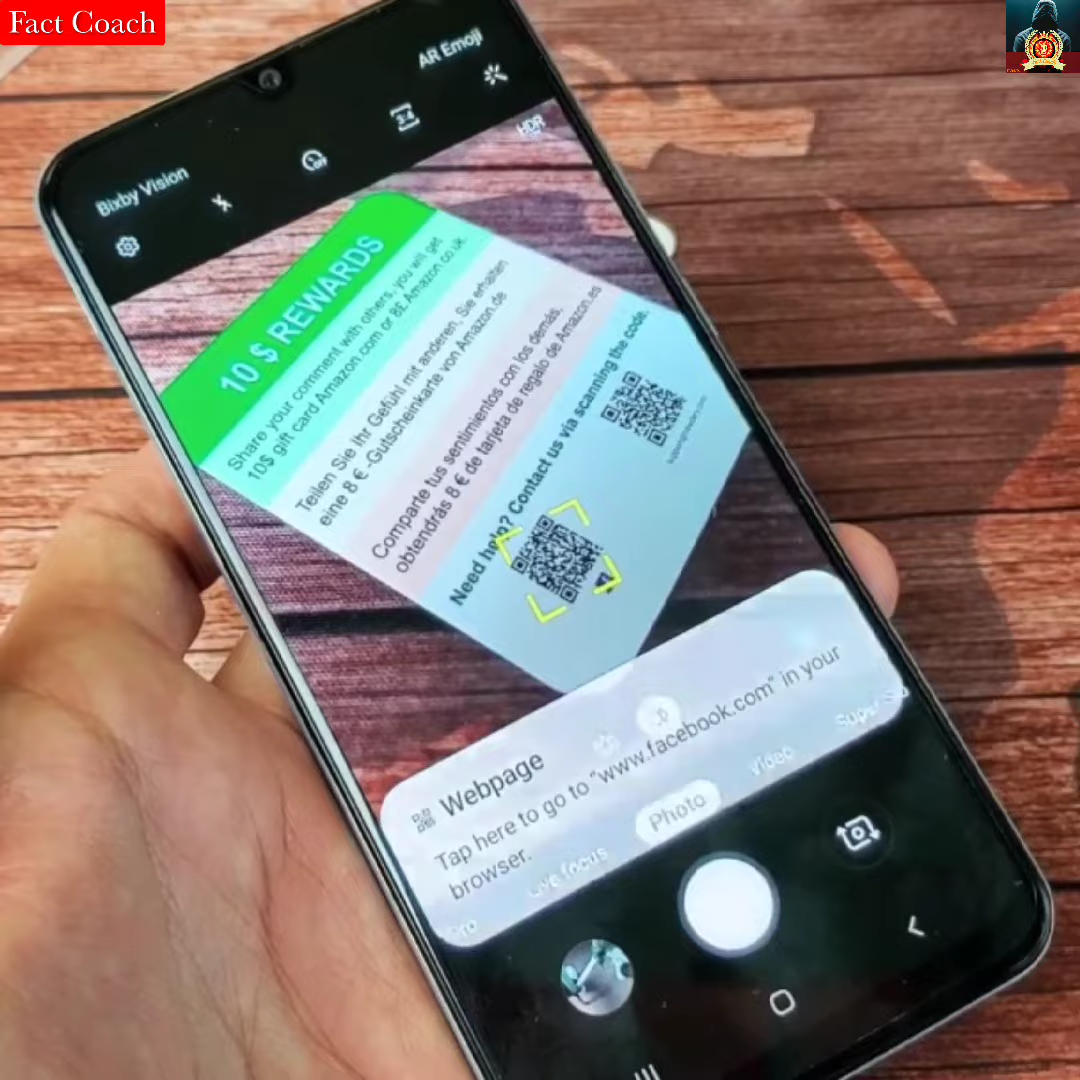 Fact Coach
AR Emoji
Bixby Vision
3:4
OFF
HDR
10 $ REWARDS
Share your comment with others, you will get
10$ gift card Amazon.com or 8£ Amazon.co.uk.
Teilen Sie Ihr Gefühl mit anderen, Sie erhalten
eine 8 € -Gutscheinkarte von Amazon.de
Comparte tus sentimientos con los demás,
obtendrás 8 € de tarjeta de regalo de Amazon.es
Need help? Contact us via scanning the code.
Webpage
Tap here to go to "www.facebook.com" in your
browser.
Pro
Live focus
Photo
Video